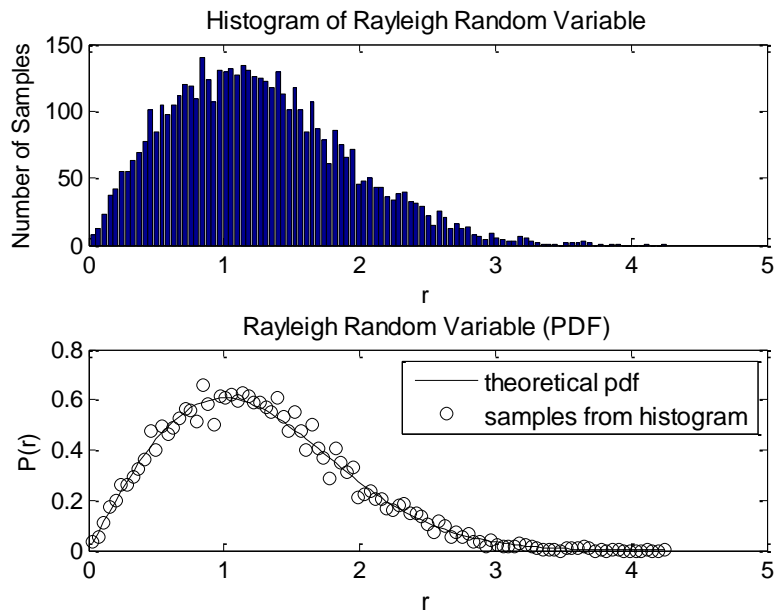 Histogram of Rayleigh Random Variable
Number of Samples
150
100
50
0
0 1 2 3 4 5
r
Rayleigh Random Variable (PDF)
P(r)
0.8
0.6
0.4
0.2
0
theoretical pdf
samples from histogram
0 1 2 3 4 5
r